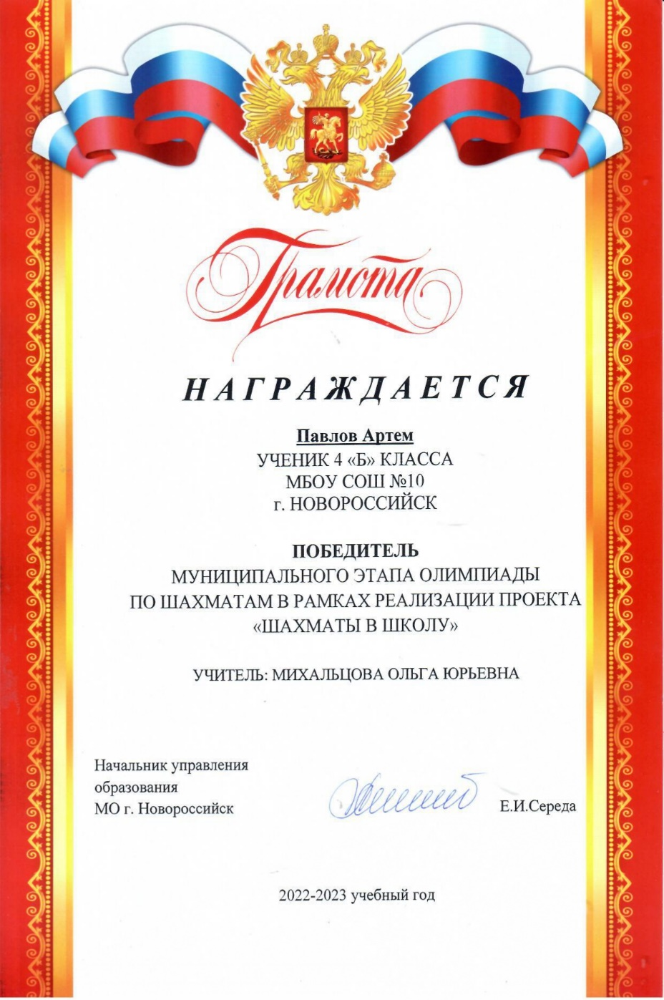 Грамота
НАГРАЖДАЕТСЯ
Павлов Артем
УЧЕНИК 4 «Б» КЛАССА
МБОУ СОШ №10
г. НОВОРОССИЙСК
ПОБЕДИТЕЛЬ
МУНИЦИПАЛЬНОГО ЭТАПА ОЛИМПИАДЫ
ПО ШАХМАТАМ В РАМКАХ РЕАЛИЗАЦИИ ПРОЕКТА
«ШАХМАТЫ В ШКОЛУ»
УЧИТЕЛЬ: МИХАЛЬЦОВА ОЛЬГА ЮРЬЕВНА
Начальник управления
образования
МО г. Новороссийск
Е.И.Середа
2022-2023 учебный год